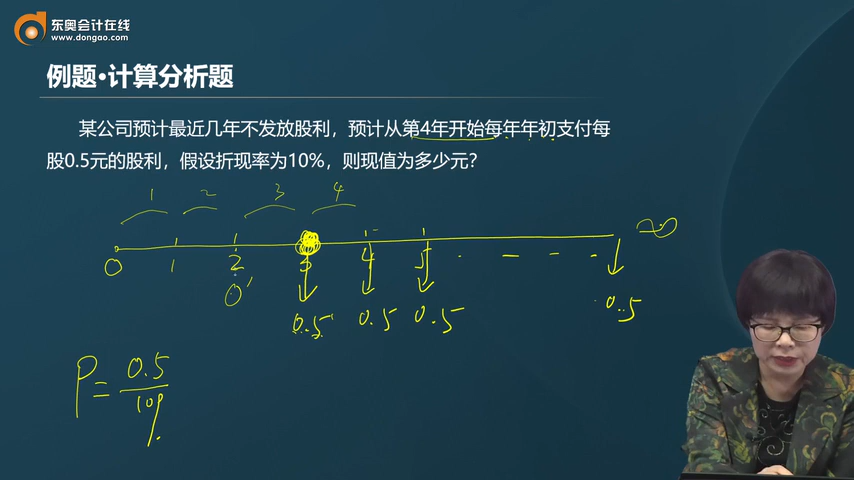 东奥会计在线
www.dongao.com
例题·计算分析题
某公司预计最近几年不发放股利，预计从第4年开始每年年初支付每
股0.5元的股利，假设折现率为10%，则现值为多少元？
1 2 3 4
0 1 2 3 4 5 ∞
0'
0.5 0.5 0.5 0.5
P= 0.5
10%